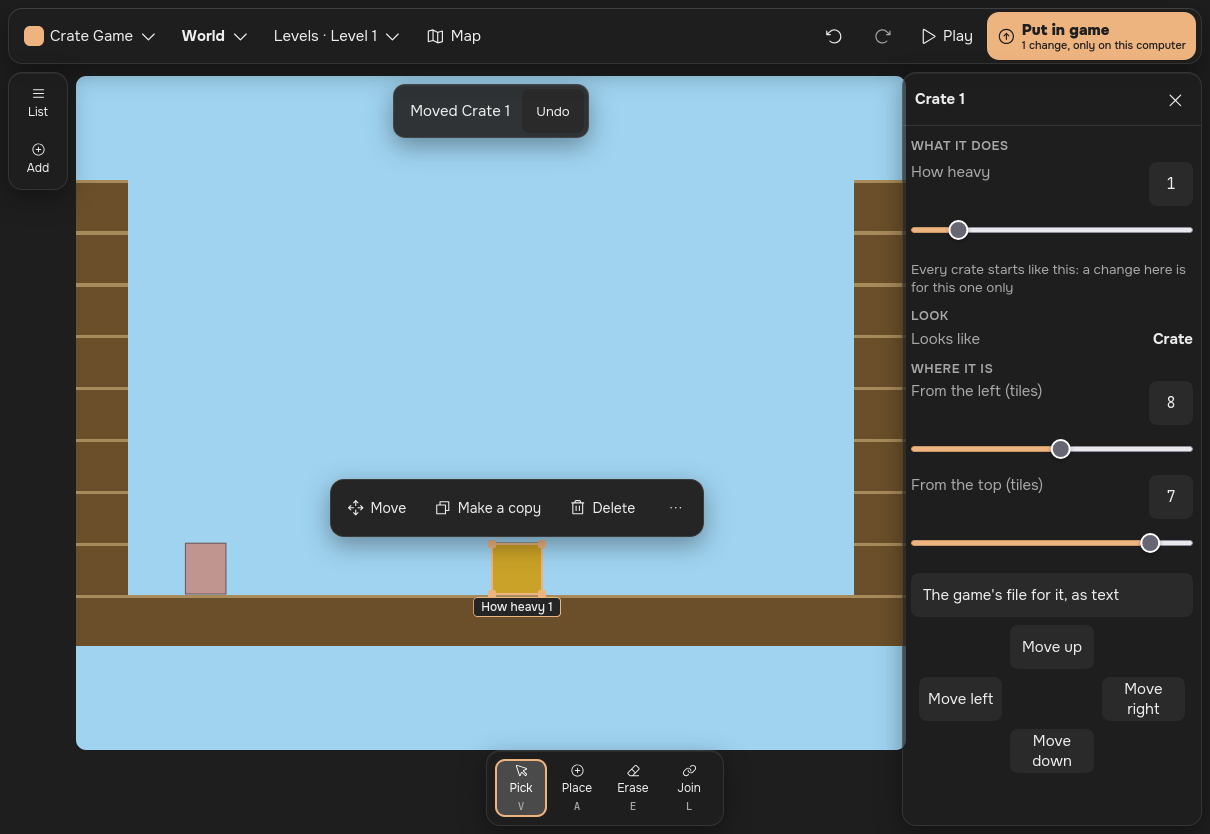 Crate Game
World
Levels · Level 1
Map
Play
Put in game
1 change, only on this computer
List
Add
Moved Crate 1
Undo
Move
Make a copy
Delete
...
How heavy 1
Crate 1
WHAT IT DOES
How heavy
1
Every crate starts like this: a change here is
for this one only
LOOK
Looks like
Crate
WHERE IT IS
From the left (tiles)
8
From the top (tiles)
7
The game's file for it, as text
Move up
Move left
Move
right
Move
down
Pick
V
Place
A
Erase
E
Join
L